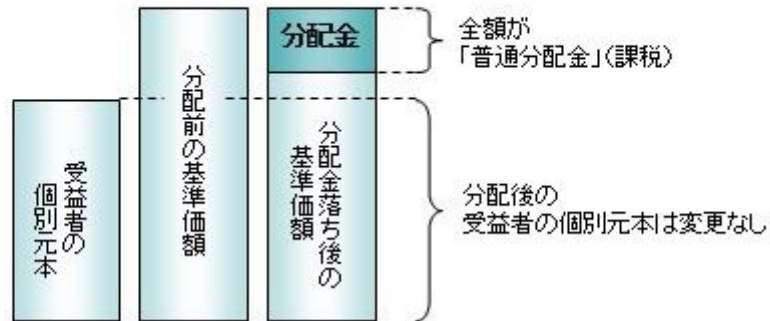 受益者の
個別元本
分配前の基準価額
分配金
分配金落ち後の
基準価額
全額が
「普通分配金」(課税)
分配後の
受益者の個別元本は変更なし